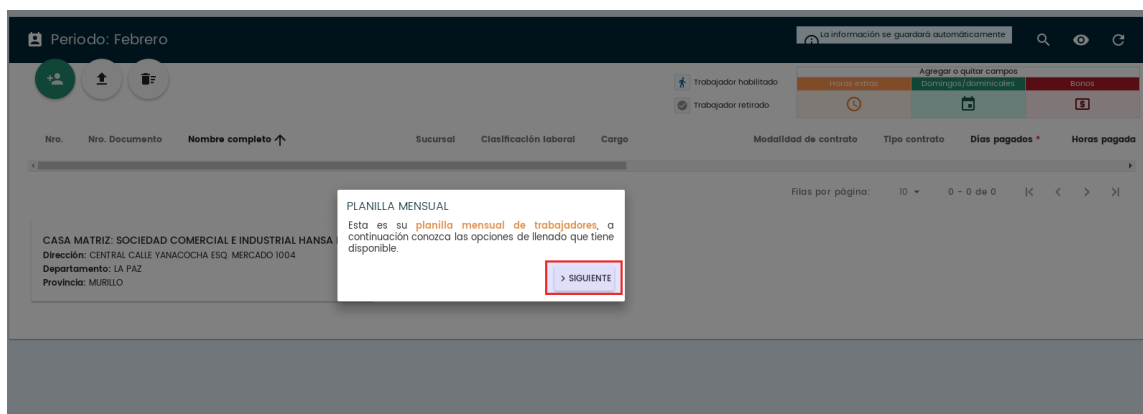 Periodo: Febrero
La información se guardará automáticamente
Agregar o quitar campos
Trabajador habilitado
Horas extras
Domingos/dominicales
Bonos
Trabajador retirado
Nro. Nro. Documento Nombre completo Sucursal Clasificación laboral Cargo Modalidad de contrato Tipo contrato Días pagados * Horas pagada
Filas por página: 10 0 - 0 de 0
PLANILLA MENSUAL
Esta es su planilla mensual de trabajadores, a
continuación conozca las opciones de llenado que tiene
disponible.
> SIGUIENTE
CASA MATRIZ: SOCIEDAD COMERCIAL E INDUSTRIAL HANSA
Dirección: CENTRAL CALLE YANACOCHA ESQ. MERCADO 1004
Departamento: LA PAZ
Provincia: MURILLO